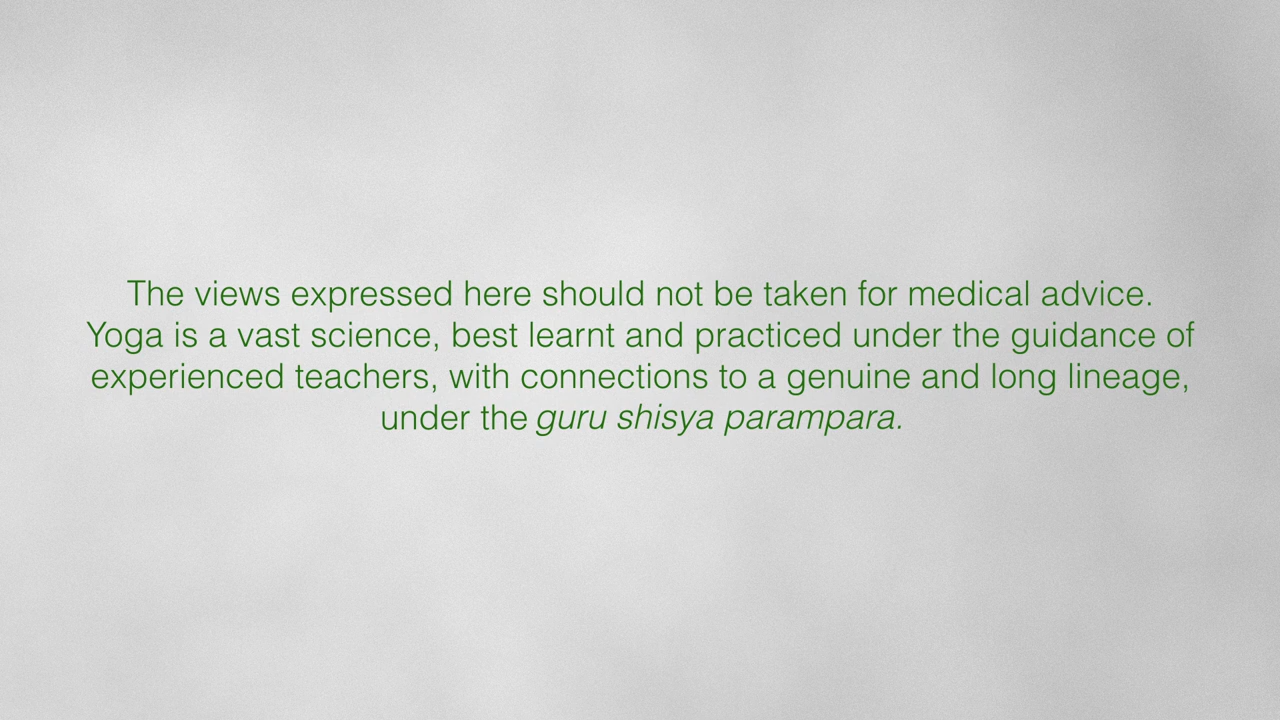 The views expressed here should not be taken for medical advice.
Yoga is a vast science, best learnt and practiced under the guidance of
experienced teachers, with connections to a genuine and long lineage,
under the guru shisya parampara.